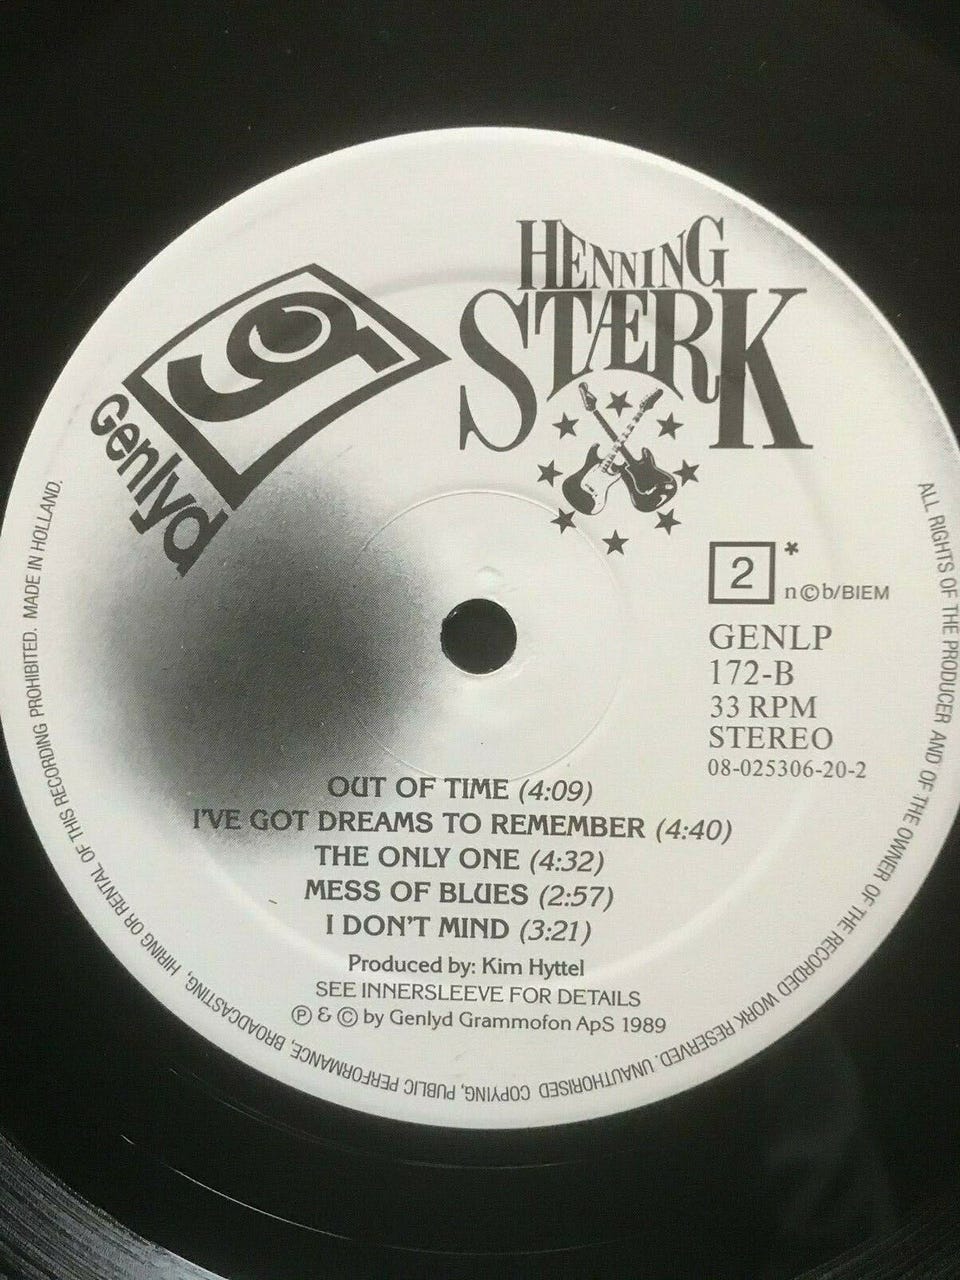 HENNING
STÆRK
g
Genlyd
2 *
n©b/BIEM
GENLP
172-B
33 RPM
STEREO
08-025306-20-2
OUT OF TIME (4:09)
I'VE GOT DREAMS TO REMEMBER (4:40)
THE ONLY ONE (4:32)
MESS OF BLUES (2:57)
I DON'T MIND (3:21)
Produced by: Kim Hyttel
SEE INNERSLEEVE FOR DETAILS
Ⓟ & © by Genlyd Grammofon ApS 1989
ALL RIGHTS OF THE PRODUCER AND OF THE OWNER OF THE RECORDED WORK RESERVED. UNAUTHORISED COPYING, PUBLIC PERFORMANCE, BROADCASTING, HIRING OR RENTAL OF THIS RECORDING PROHIBITED. MADE IN HOLLAND.